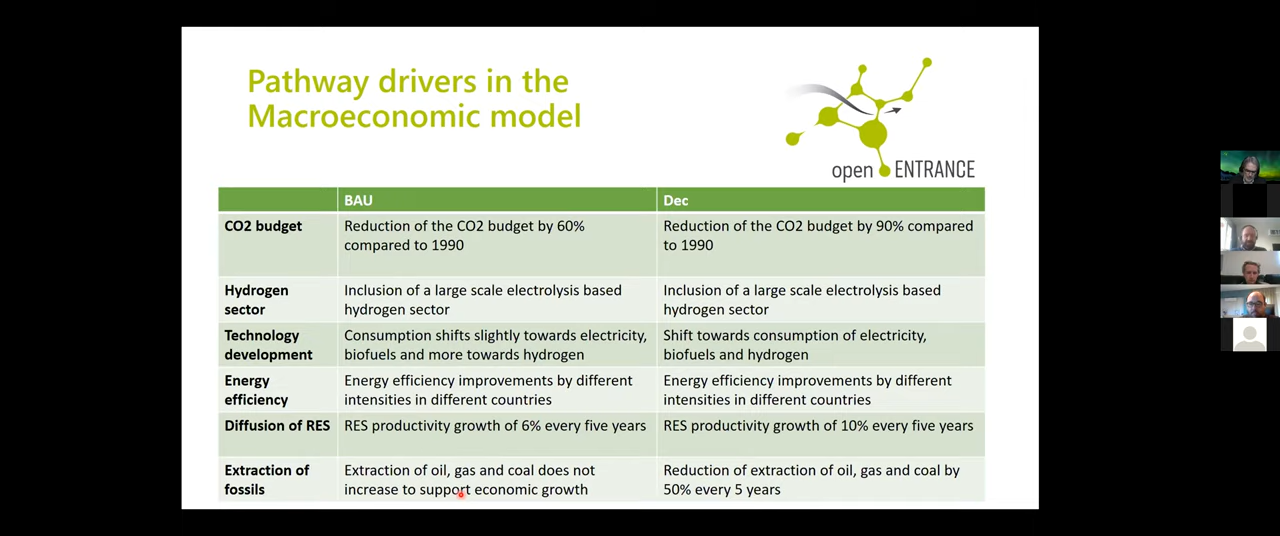 Pathway drivers in the
Macroeconomic model
open ENTRANCE
BAU Dec
CO2 budget Reduction of the CO2 budget by 60% Reduction of the CO2 budget by 90% compared
compared to 1990 to 1990
Hydrogen Inclusion of a large scale electrolysis based Inclusion of a large scale electrolysis based
sector hydrogen sector hydrogen sector
Technology Consumption shifts slightly towards electricity, Shift towards consumption of electricity,
development biofuels and more towards hydrogen biofuels and hydrogen
Energy Energy efficiency improvements by different Energy efficiency improvements by different
efficiency intensities in different countries intensities in different countries
Diffusion of RES RES productivity growth of 6% every five years RES productivity growth of 10% every five years
Extraction of Extraction of oil, gas and coal does not Reduction of extraction of oil, gas and coal by
fossils increase to support economic growth 50% every 5 years